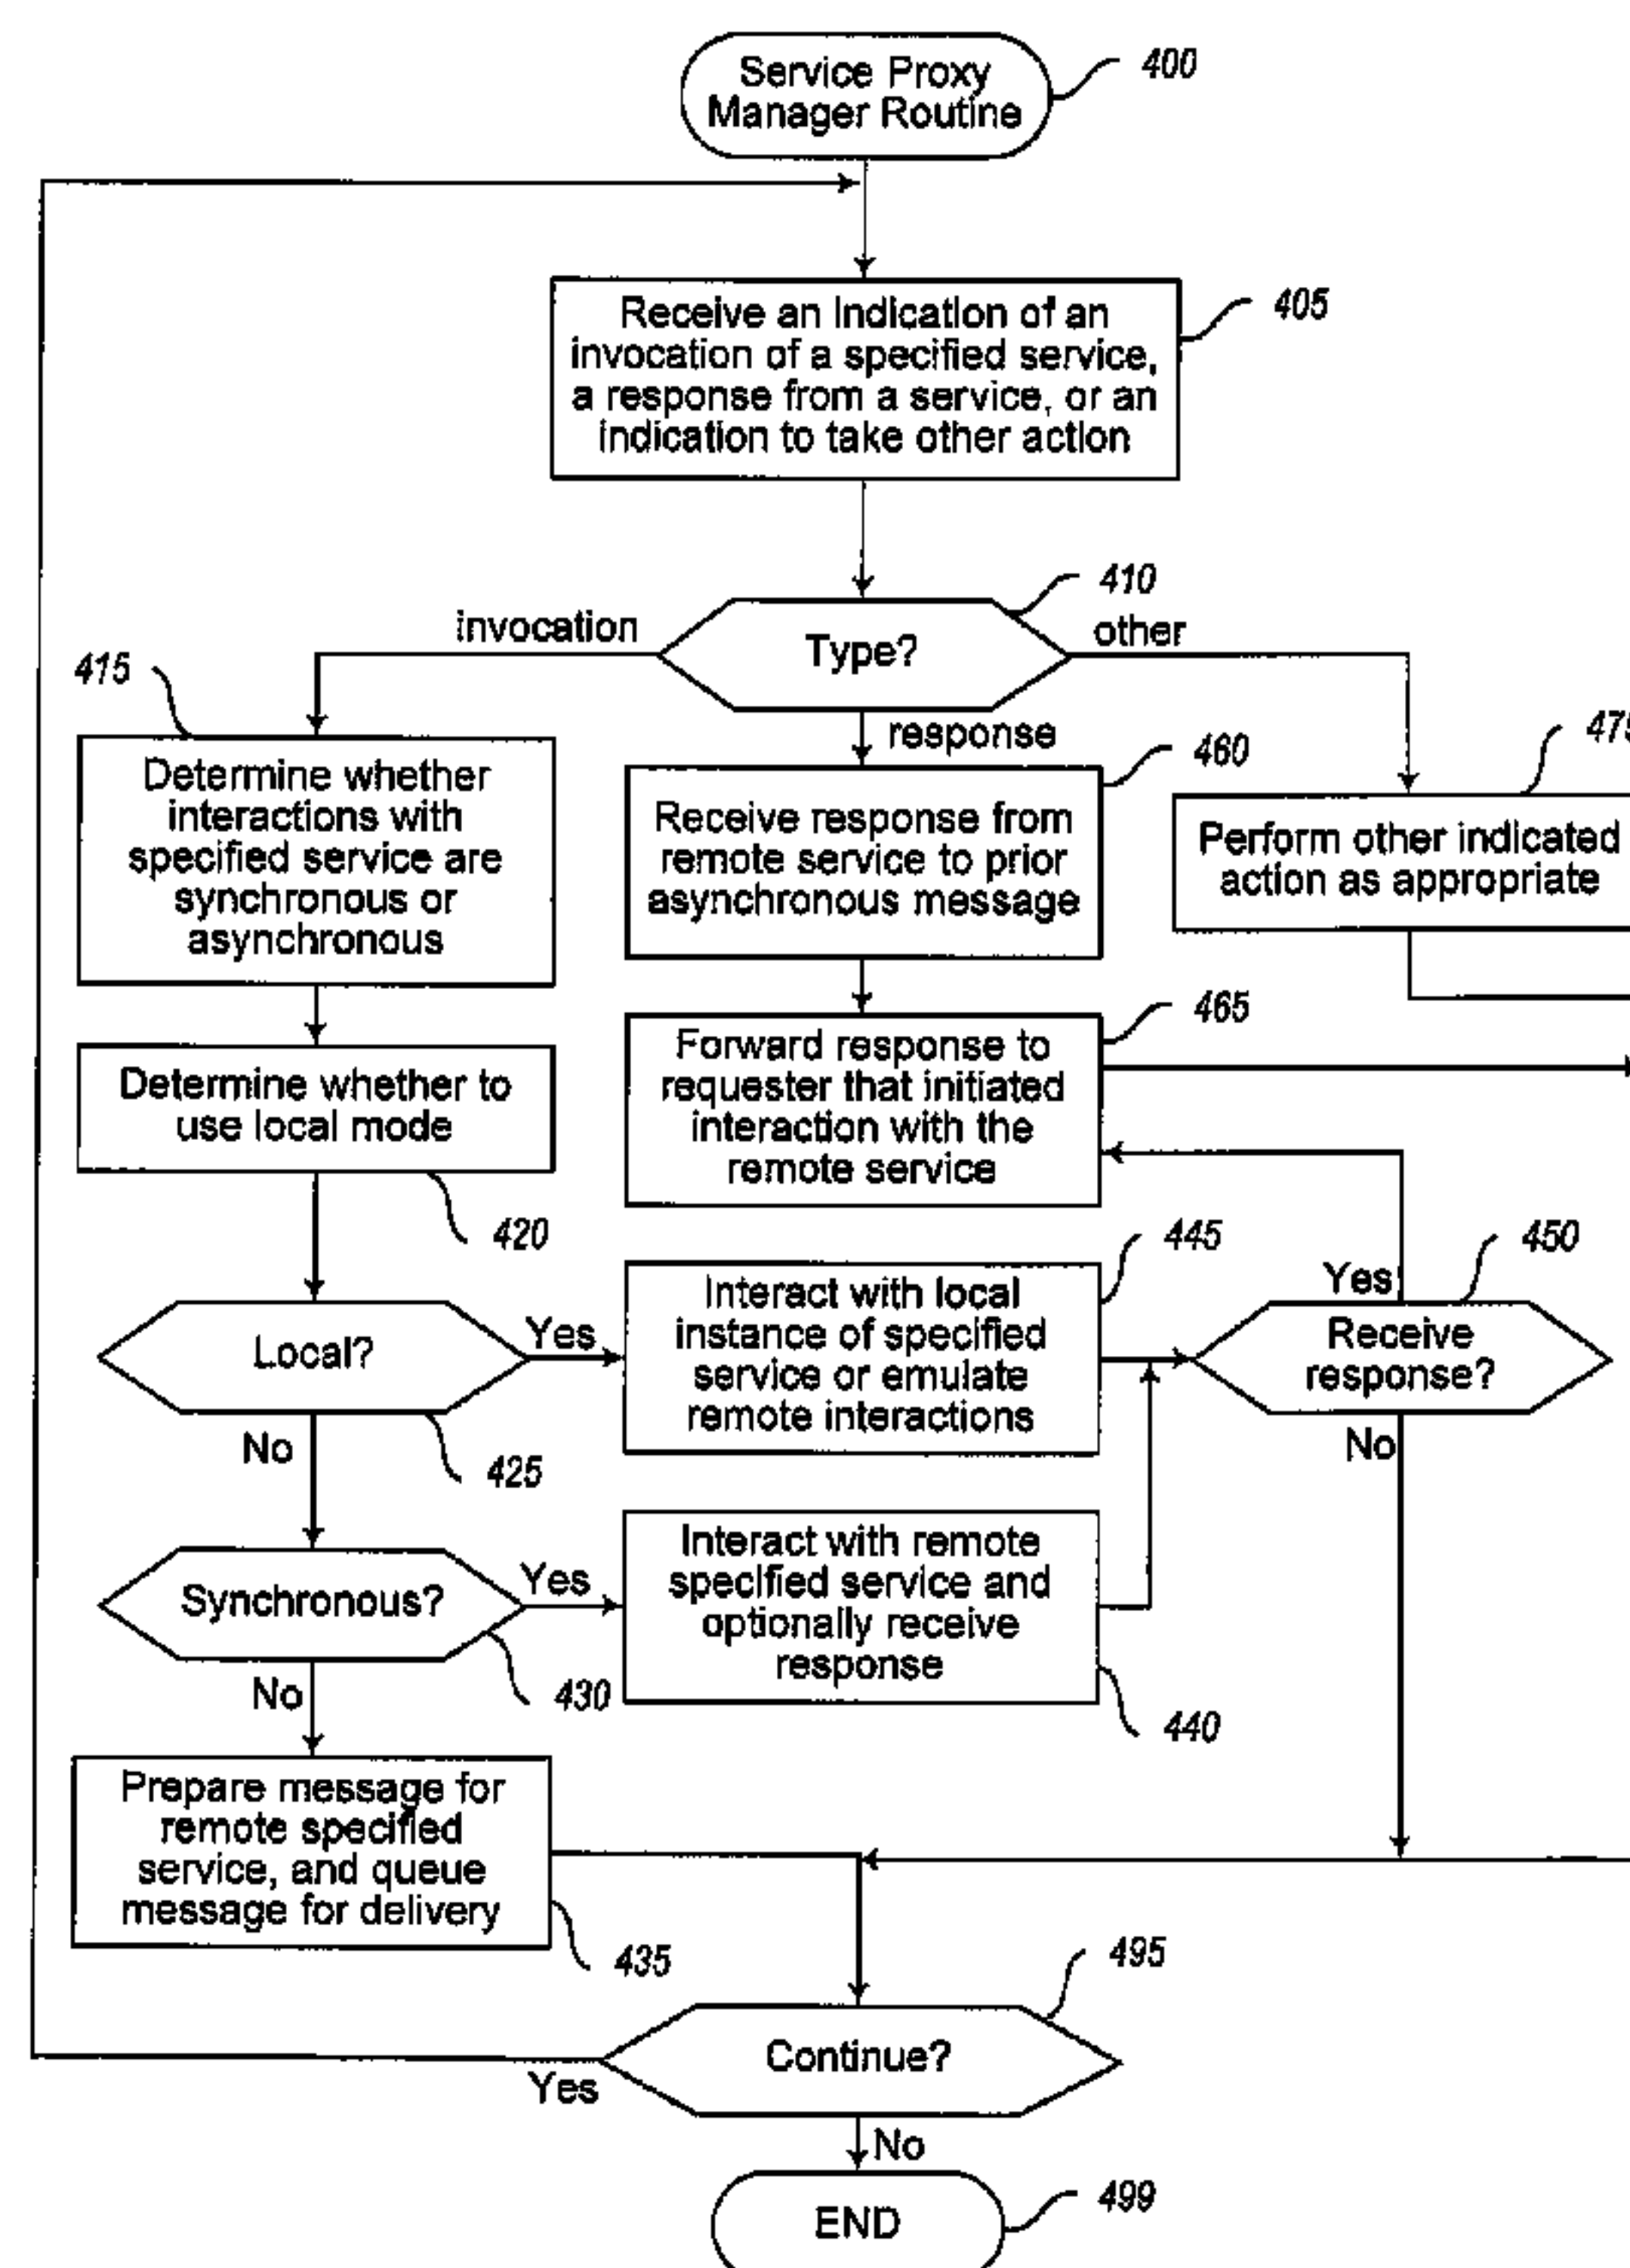 Service Proxy
Manager Routine
400
Receive an indication of an
invocation of a specified service,
a response from a service, or an
indication to take other action
405
410
Type?
invocation
other
response
415
Determine whether
interactions with
specified service are
synchronous or
asynchronous
460
Receive response from
remote service to prior
asynchronous message
Perform other indicated
action as appropriate
465
Forward response to
requester that initiated
interaction with the
remote service
Determine whether to
use local mode
420
445
Interact with local
instance of specified
service or emulate
remote interactions
450
Yes
Receive
response?
No
Local?
Yes
No
425
Synchronous?
Yes
No
430
Interact with remote
specified service and
optionally receive
response
440
Prepare message for
remote specified
service, and queue
message for delivery
435
495
Continue?
Yes
No
END
499